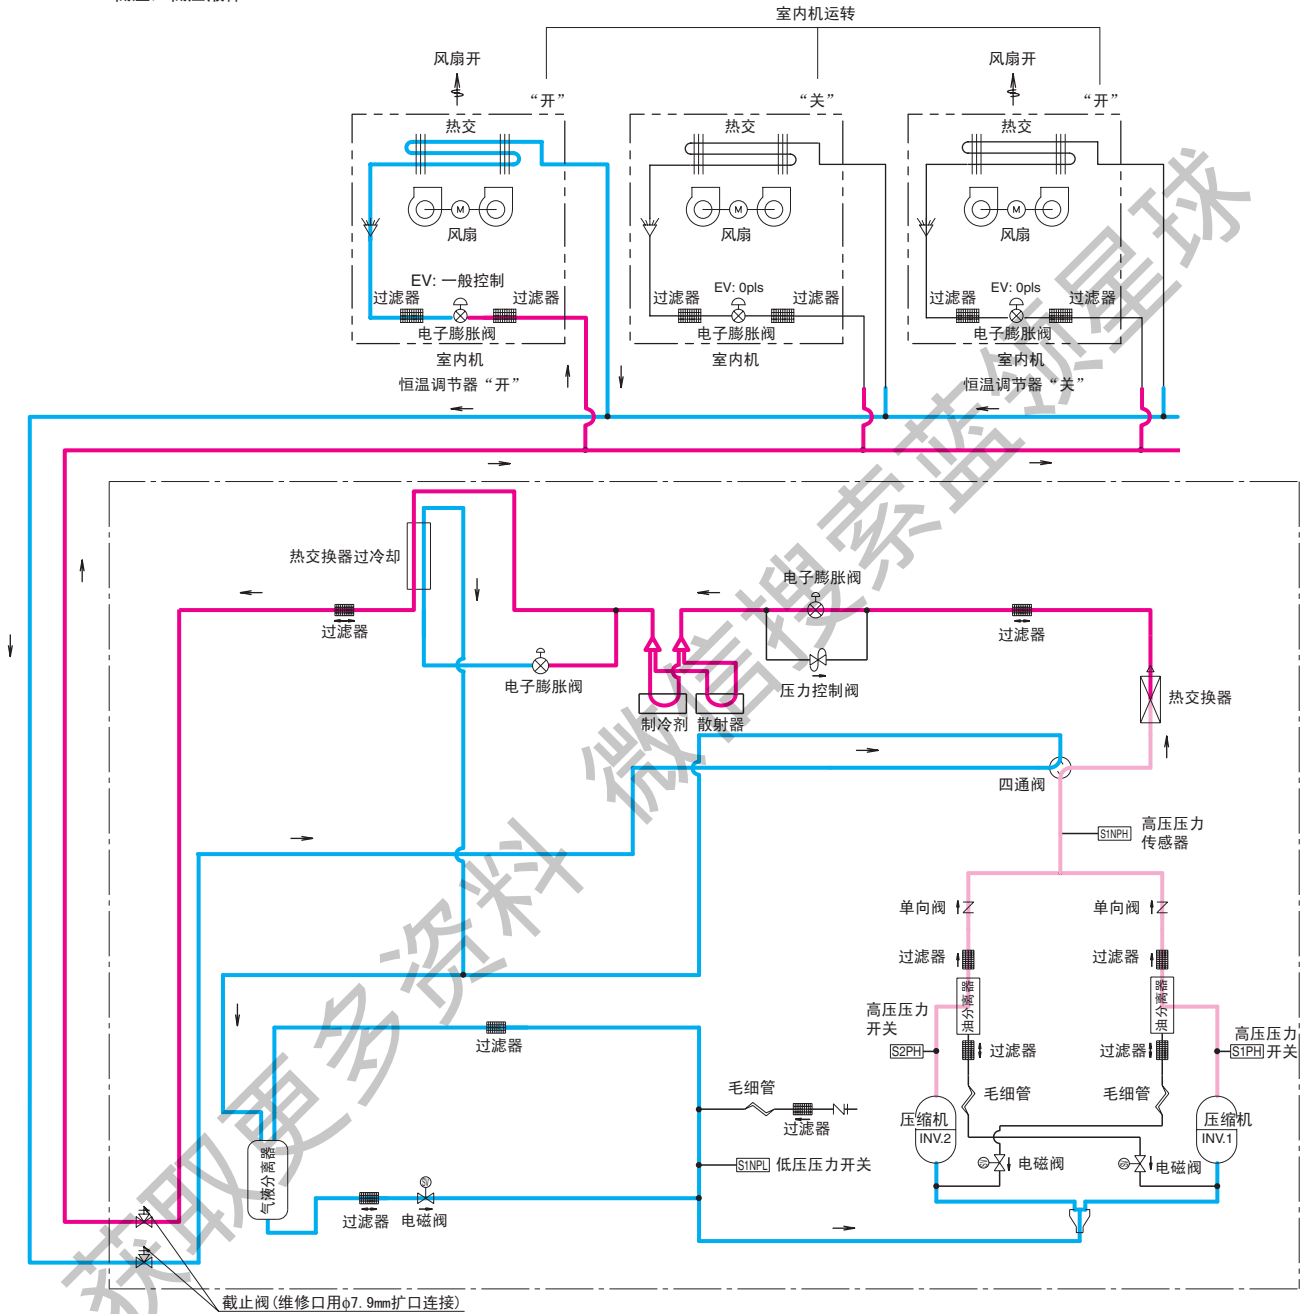 室内机运转
风扇开
风扇开
“开”
“关”
“开”
热交
热交
热交
M
M
M
风扇
风扇
风扇
EV: 一般控制
EV: 0pls
EV: 0pls
过滤器
过滤器
过滤器
过滤器
过滤器
过滤器
电子膨胀阀
电子膨胀阀
电子膨胀阀
室内机
室内机
室内机
恒温调节器“开”
恒温调节器“关”
热交换器过冷却
电子膨胀阀
过滤器
过滤器
电子膨胀阀
压力控制阀
热交换器
制冷剂
散射器
四通阀
S1NPH
高压压力
传感器
单向阀
单向阀
过滤器
过滤器
油分离器
油分离器
高压压力
开关
高压压力
开关
S2PH
S1PH
过滤器
过滤器
过滤器
毛细管
毛细管
毛细管
过滤器
压缩机
INV.2
压缩机
INV.1
气液分离器
S1NPL
低压压力开关
电磁阀
电磁阀
SV
SV
SV
过滤器
电磁阀
截止阀(维修口用φ7.9mm扩口连接)
获取更多资料 微信搜索蓝领星球